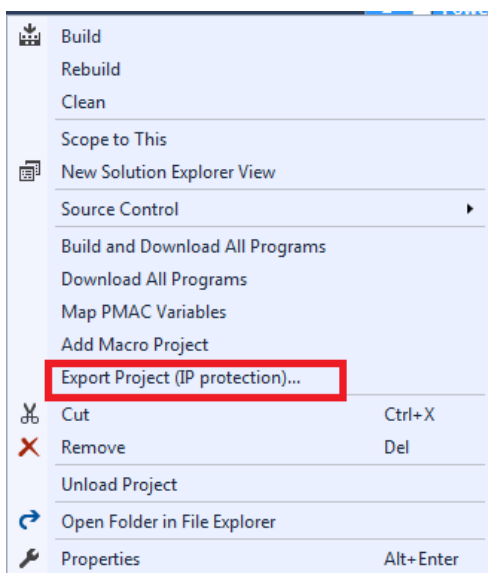 Build
Rebuild
Clean
Scope to This
New Solution Explorer View
Source Control
Build and Download All Programs
Download All Programs
Map PMAC Variables
Add Macro Project
Export Project (IP protection)...
Cut Ctrl+X
Remove Del
Unload Project
Open Folder in File Explorer
Properties Alt+Enter